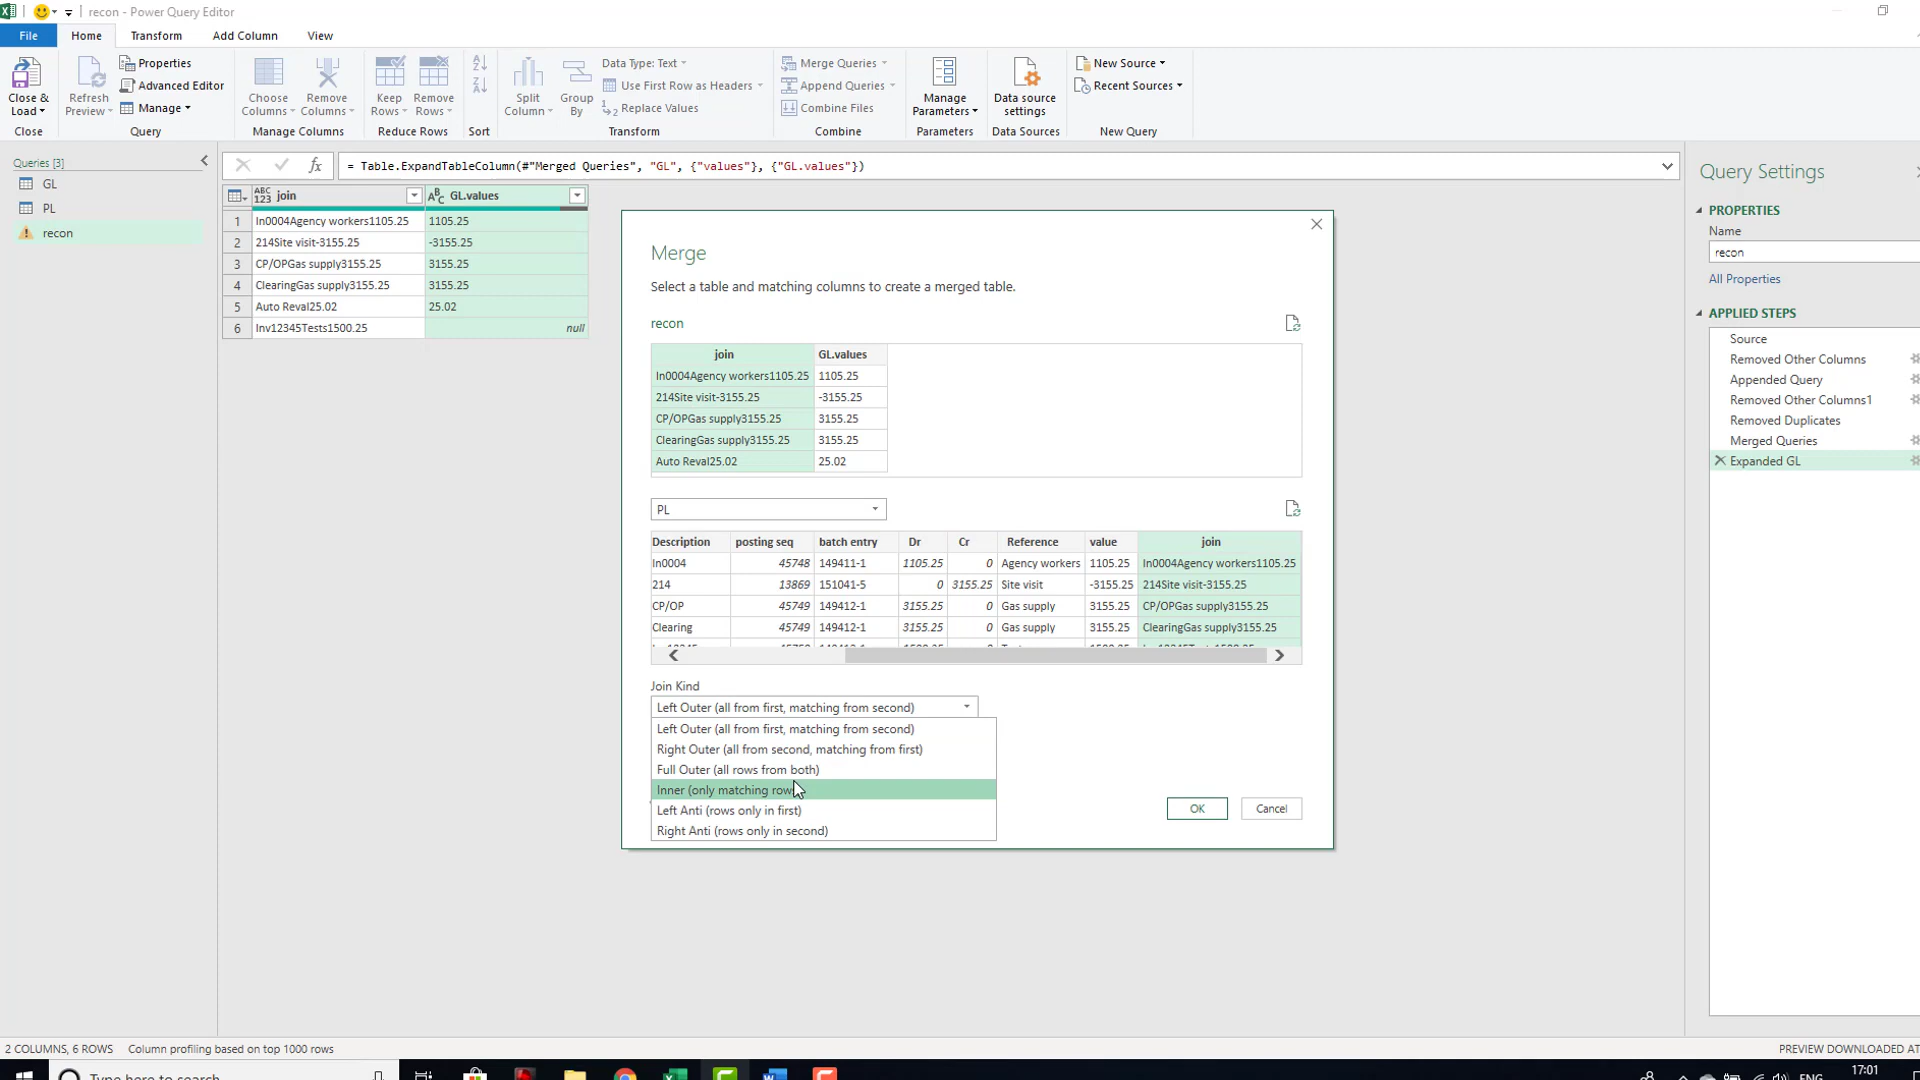 recon - Power Query Editor
File
Home
Transform
Add Column
View
Close & Load
Close
Refresh Preview
Properties
Advanced Editor
Manage
Query
Choose Columns
Remove Columns
Manage Columns
Keep Rows
Remove Rows
Reduce Rows
Sort
Split Column
Group By
Data Type: Text
Use First Row as Headers
Replace Values
Transform
Merge Queries
Append Queries
Combine Files
Combine
Manage Parameters
Parameters
Data source settings
Data Sources
New Source
Recent Sources
New Query
Queries [3]
GL
PL
recon
= Table.ExpandTableColumn(#"Merged Queries", "GL", {"values"}, {"GL.values"})
ABC 123 join
ABC GL.values
1 In0004Agency workers1105.25 1105.25
2 214Site visit-3155.25 -3155.25
3 CP/OPGas supply3155.25 3155.25
4 ClearingGas supply3155.25 3155.25
5 Auto Reval25.02 25.02
6 Inv12345Tests1500.25 null
Merge
Select a table and matching columns to create a merged table.
recon
join GL.values
In0004Agency workers1105.25 1105.25
214Site visit-3155.25 -3155.25
CP/OPGas supply3155.25 3155.25
ClearingGas supply3155.25 3155.25
Auto Reval25.02 25.02
PL
Description posting seq batch entry Dr Cr Reference value join
In0004 45748 149411-1 1105.25 0 Agency workers 1105.25 In0004Agency workers1105.25
214 13869 151041-5 0 3155.25 Site visit -3155.25 214Site visit-3155.25
CP/OP 45749 149412-1 3155.25 0 Gas supply 3155.25 CP/OPGas supply3155.25
Clearing 45749 149412-1 3155.25 0 Gas supply 3155.25 ClearingGas supply3155.25
Join Kind
Left Outer (all from first, matching from second)
Left Outer (all from first, matching from second)
Right Outer (all from second, matching from first)
Full Outer (all rows from both)
Inner (only matching rows
Left Anti (rows only in first)
Right Anti (rows only in second)
OK
Cancel
Query Settings
PROPERTIES
Name
recon
All Properties
APPLIED STEPS
Source
Removed Other Columns
Appended Query
Removed Other Columns1
Removed Duplicates
Merged Queries
Expanded GL
2 COLUMNS, 6 ROWS
Column profiling based on top 1000 rows
PREVIEW DOWNLOADED AT
Type here to search
ENG
17:01